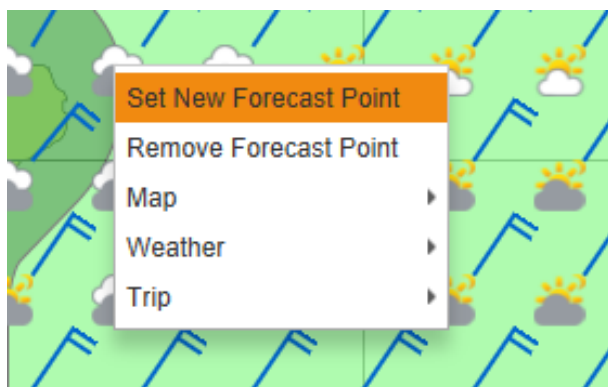 Set New Forecast Point
Remove Forecast Point
Map
Weather
Trip